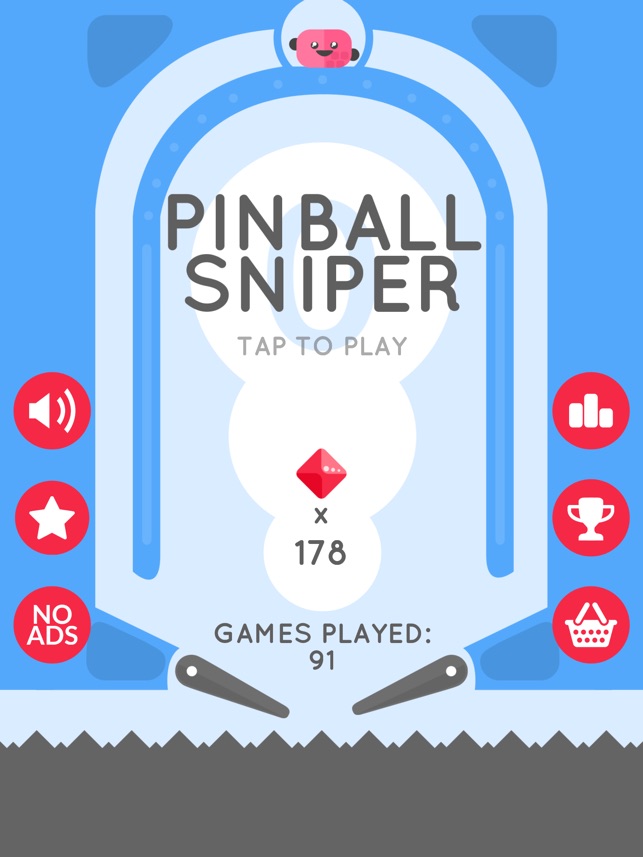 PINBALL
SNIPER
TAP TO PLAY
x
178
NO
ADS
GAMES PLAYED:
91